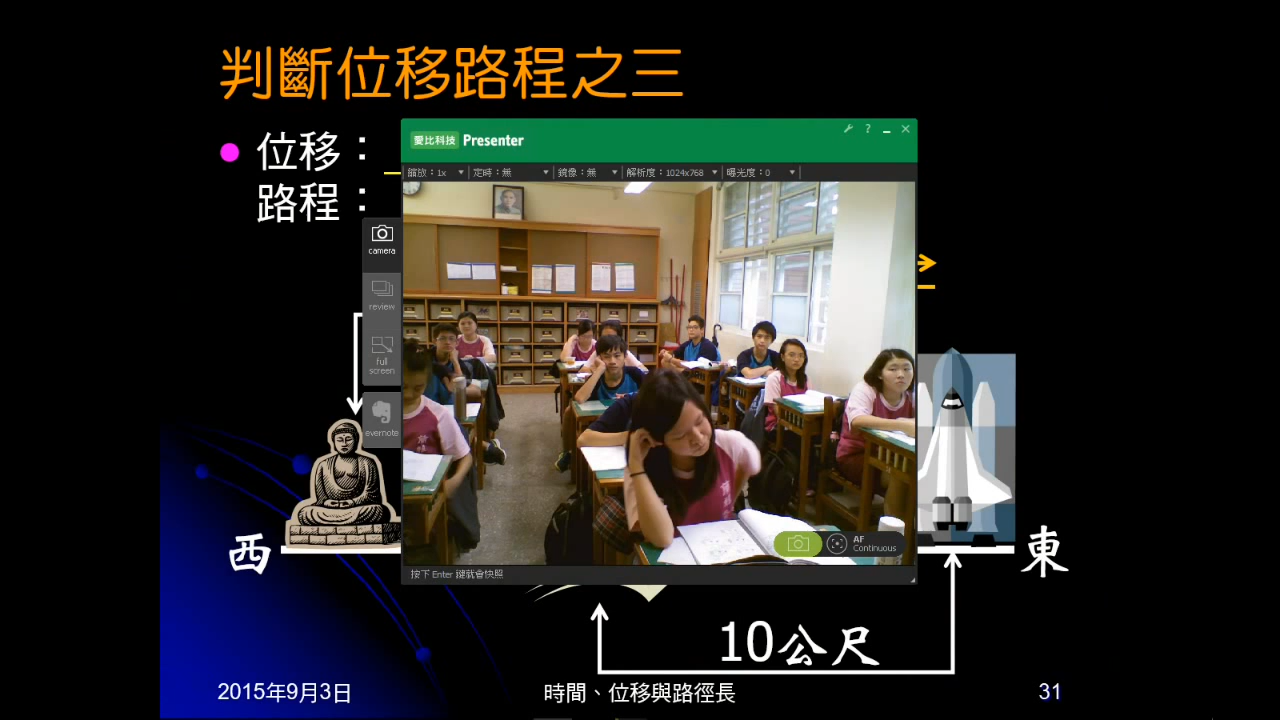 判斷位移路程之三
位移：
路程：
愛比科技 Presenter
縮放：1x 定時：無 鏡像：無 解析度：1024x768 曝光度：0
camera
review
full
screen
evernote
AF
Continuous
按下 Enter 鍵就會快照
西
東
10公尺
2015年9月3日 時間、位移與路徑長 31